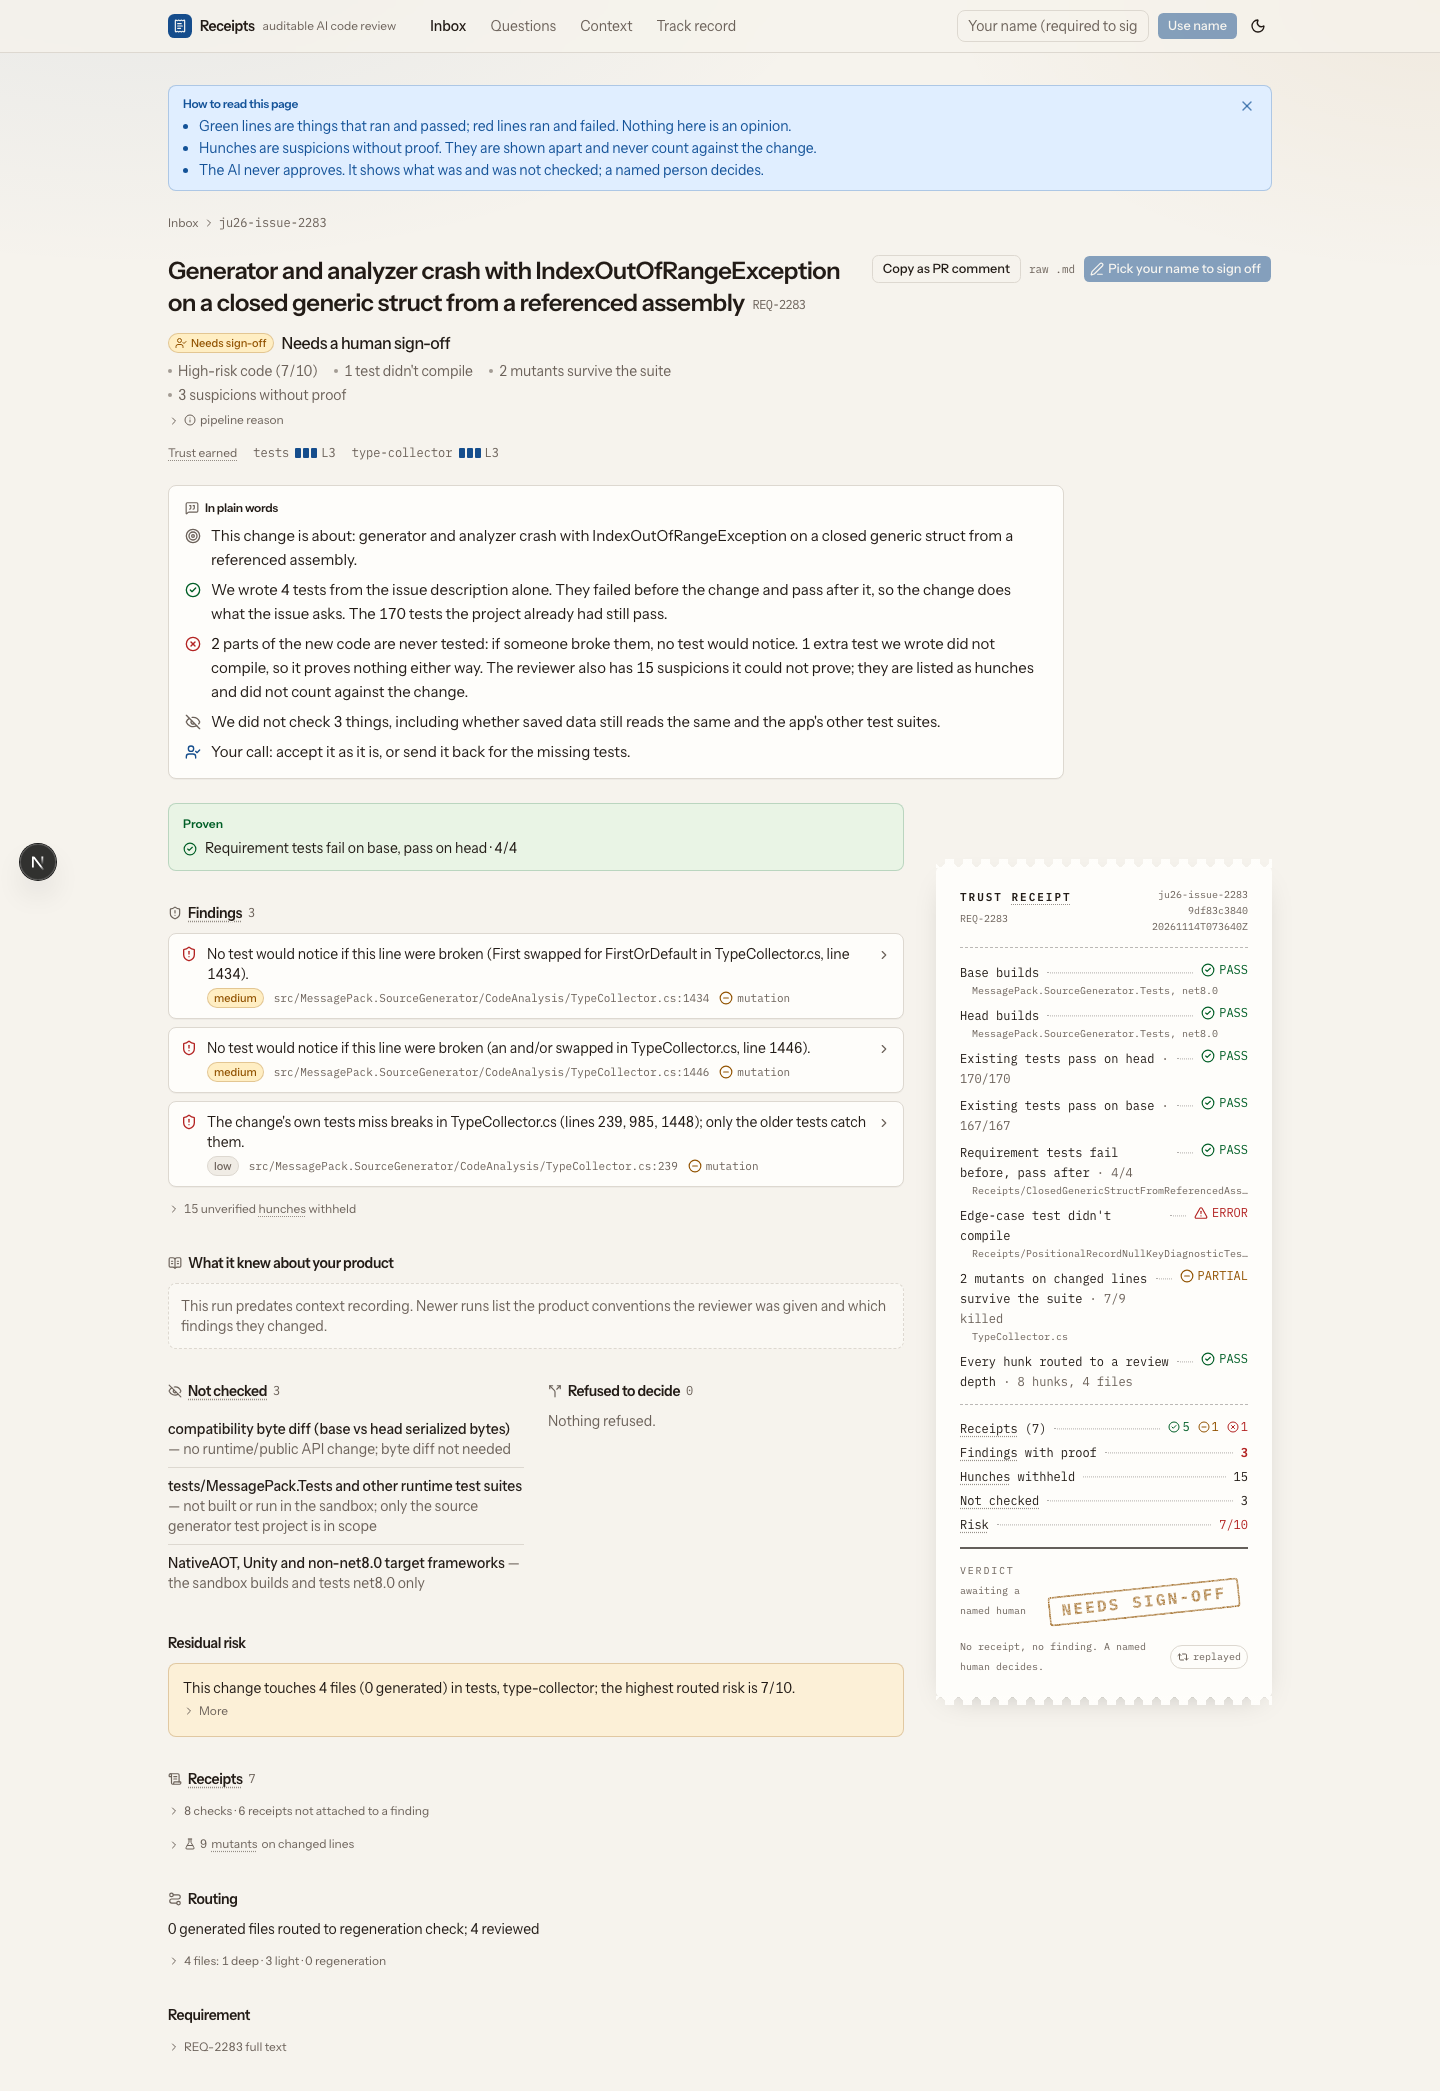 Receipts auditable AI code review Inbox Questions Context Track record Your name (required to sig Use name
How to read this page
Green lines are things that ran and passed; red lines ran and failed. Nothing here is an opinion.
Hunches are suspicions without proof. They are shown apart and never count against the change.
The AI never approves. It shows what was and was not checked; a named person decides.
Inbox > ju26-issue-2283
Generator and analyzer crash with IndexOutOfRangeException
on a closed generic struct from a referenced assembly REQ-2283
Copy as PR comment raw .md Pick your name to sign off
Needs sign-off Needs a human sign-off
• High-risk code (7/10) • 1 test didn't compile • 2 mutants survive the suite
• 3 suspicions without proof
pipeline reason
Trust earned tests L3 type-collector L3
In plain words
This change is about: generator and analyzer crash with IndexOutOfRangeException on a closed generic struct from a
referenced assembly.
We wrote 4 tests from the issue description alone. They failed before the change and pass after it, so the change does
what the issue asks. The 170 tests the project already had still pass.
2 parts of the new code are never tested: if someone broke them, no test would notice. 1 extra test we wrote did not
compile, so it proves nothing either way. The reviewer also has 15 suspicions it could not prove; they are listed as hunches
and did not count against the change.
We did not check 3 things, including whether saved data still reads the same and the app's other test suites.
Your call: accept it as it is, or send it back for the missing tests.
Proven
Requirement tests fail on base, pass on head · 4/4
Findings 3
No test would notice if this line were broken (First swapped for FirstOrDefault in TypeCollector.cs, line
1434).
medium src/MessagePack.SourceGenerator/CodeAnalysis/TypeCollector.cs:1434 mutation
No test would notice if this line were broken (an and/or swapped in TypeCollector.cs, line 1446).
medium src/MessagePack.SourceGenerator/CodeAnalysis/TypeCollector.cs:1446 mutation
The change's own tests miss breaks in TypeCollector.cs (lines 239, 985, 1448); only the older tests catch
them.
low src/MessagePack.SourceGenerator/CodeAnalysis/TypeCollector.cs:239 mutation
15 unverified hunches withheld
What it knew about your product
This run predates context recording. Newer runs list the product conventions the reviewer was given and which
findings they changed.
Not checked 3
compatibility byte diff (base vs head serialized bytes)
— no runtime/public API change; byte diff not needed
tests/MessagePack.Tests and other runtime test suites
— not built or run in the sandbox; only the source
generator test project is in scope
NativeAOT, Unity and non-net8.0 target frameworks —
the sandbox builds and tests net8.0 only
Refused to decide 0
Nothing refused.
Residual risk
This change touches 4 files (0 generated) in tests, type-collector; the highest routed risk is 7/10.
More
Receipts 7
8 checks · 6 receipts not attached to a finding
9 mutants on changed lines
Routing
0 generated files routed to regeneration check; 4 reviewed
4 files: 1 deep · 3 light · 0 regeneration
Requirement
REQ-2283 full text
N
TRUST RECEIPT
REQ-2283
ju26-issue-2283
9df83c3840
20261114T073640Z
Base builds PASS
MessagePack.SourceGenerator.Tests, net8.0
Head builds PASS
MessagePack.SourceGenerator.Tests, net8.0
Existing tests pass on head · PASS
170/170
Existing tests pass on base · PASS
167/167
Requirement tests fail PASS
before, pass after · 4/4
Receipts/ClosedGenericStructFromReferencedAss…
Edge-case test didn't ERROR
compile
Receipts/PositionalRecordNullKeyDiagnosticTes…
2 mutants on changed lines PARTIAL
survive the suite · 7/9
killed
TypeCollector.cs
Every hunk routed to a review PASS
depth · 8 hunks, 4 files
Receipts (7) 5 1 1
Findings with proof 3
Hunches withheld 15
Not checked 3
Risk 7/10
VERDICT
awaiting a
named human
NEEDS SIGN-OFF
No receipt, no finding. A named
human decides.
replayed